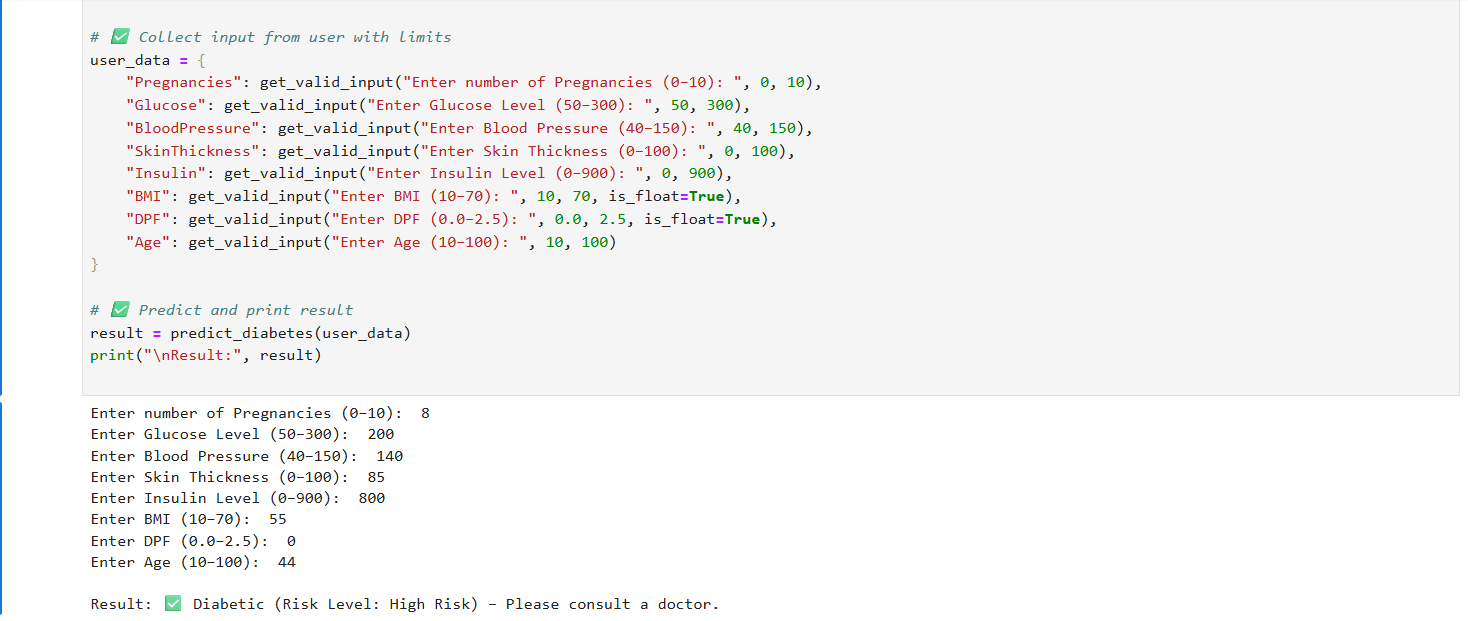 # ✅ Collect input from user with limits
user_data = {
    "Pregnancies": get_valid_input("Enter number of Pregnancies (0–10): ", 0, 10),
    "Glucose": get_valid_input("Enter Glucose Level (50–300): ", 50, 300),
    "BloodPressure": get_valid_input("Enter Blood Pressure (40–150): ", 40, 150),
    "SkinThickness": get_valid_input("Enter Skin Thickness (0–100): ", 0, 100),
    "Insulin": get_valid_input("Enter Insulin Level (0–900): ", 0, 900),
    "BMI": get_valid_input("Enter BMI (10–70): ", 10, 70, is_float=True),
    "DPF": get_valid_input("Enter DPF (0.0–2.5): ", 0.0, 2.5, is_float=True),
    "Age": get_valid_input("Enter Age (10–100): ", 10, 100)
}
# ✅ Predict and print result
result = predict_diabetes(user_data)
print("\nResult:", result)
Enter number of Pregnancies (0–10):  8
Enter Glucose Level (50–300):  200
Enter Blood Pressure (40–150):  140
Enter Skin Thickness (0–100):  85
Enter Insulin Level (0–900):  800
Enter BMI (10–70):  55
Enter DPF (0.0–2.5):  0
Enter Age (10–100):  44
Result: ✅ Diabetic (Risk Level: High Risk) – Please consult a doctor.